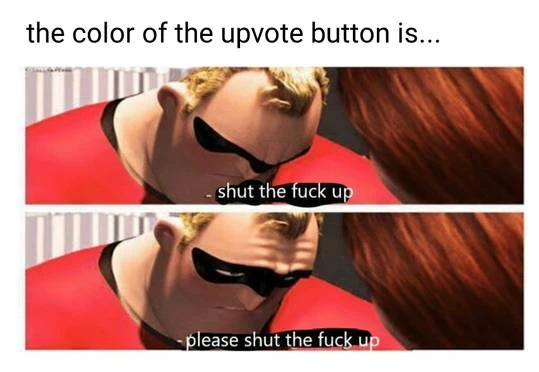 the color of the upvote button is...
- shut the fuck up
- please shut the fuck up